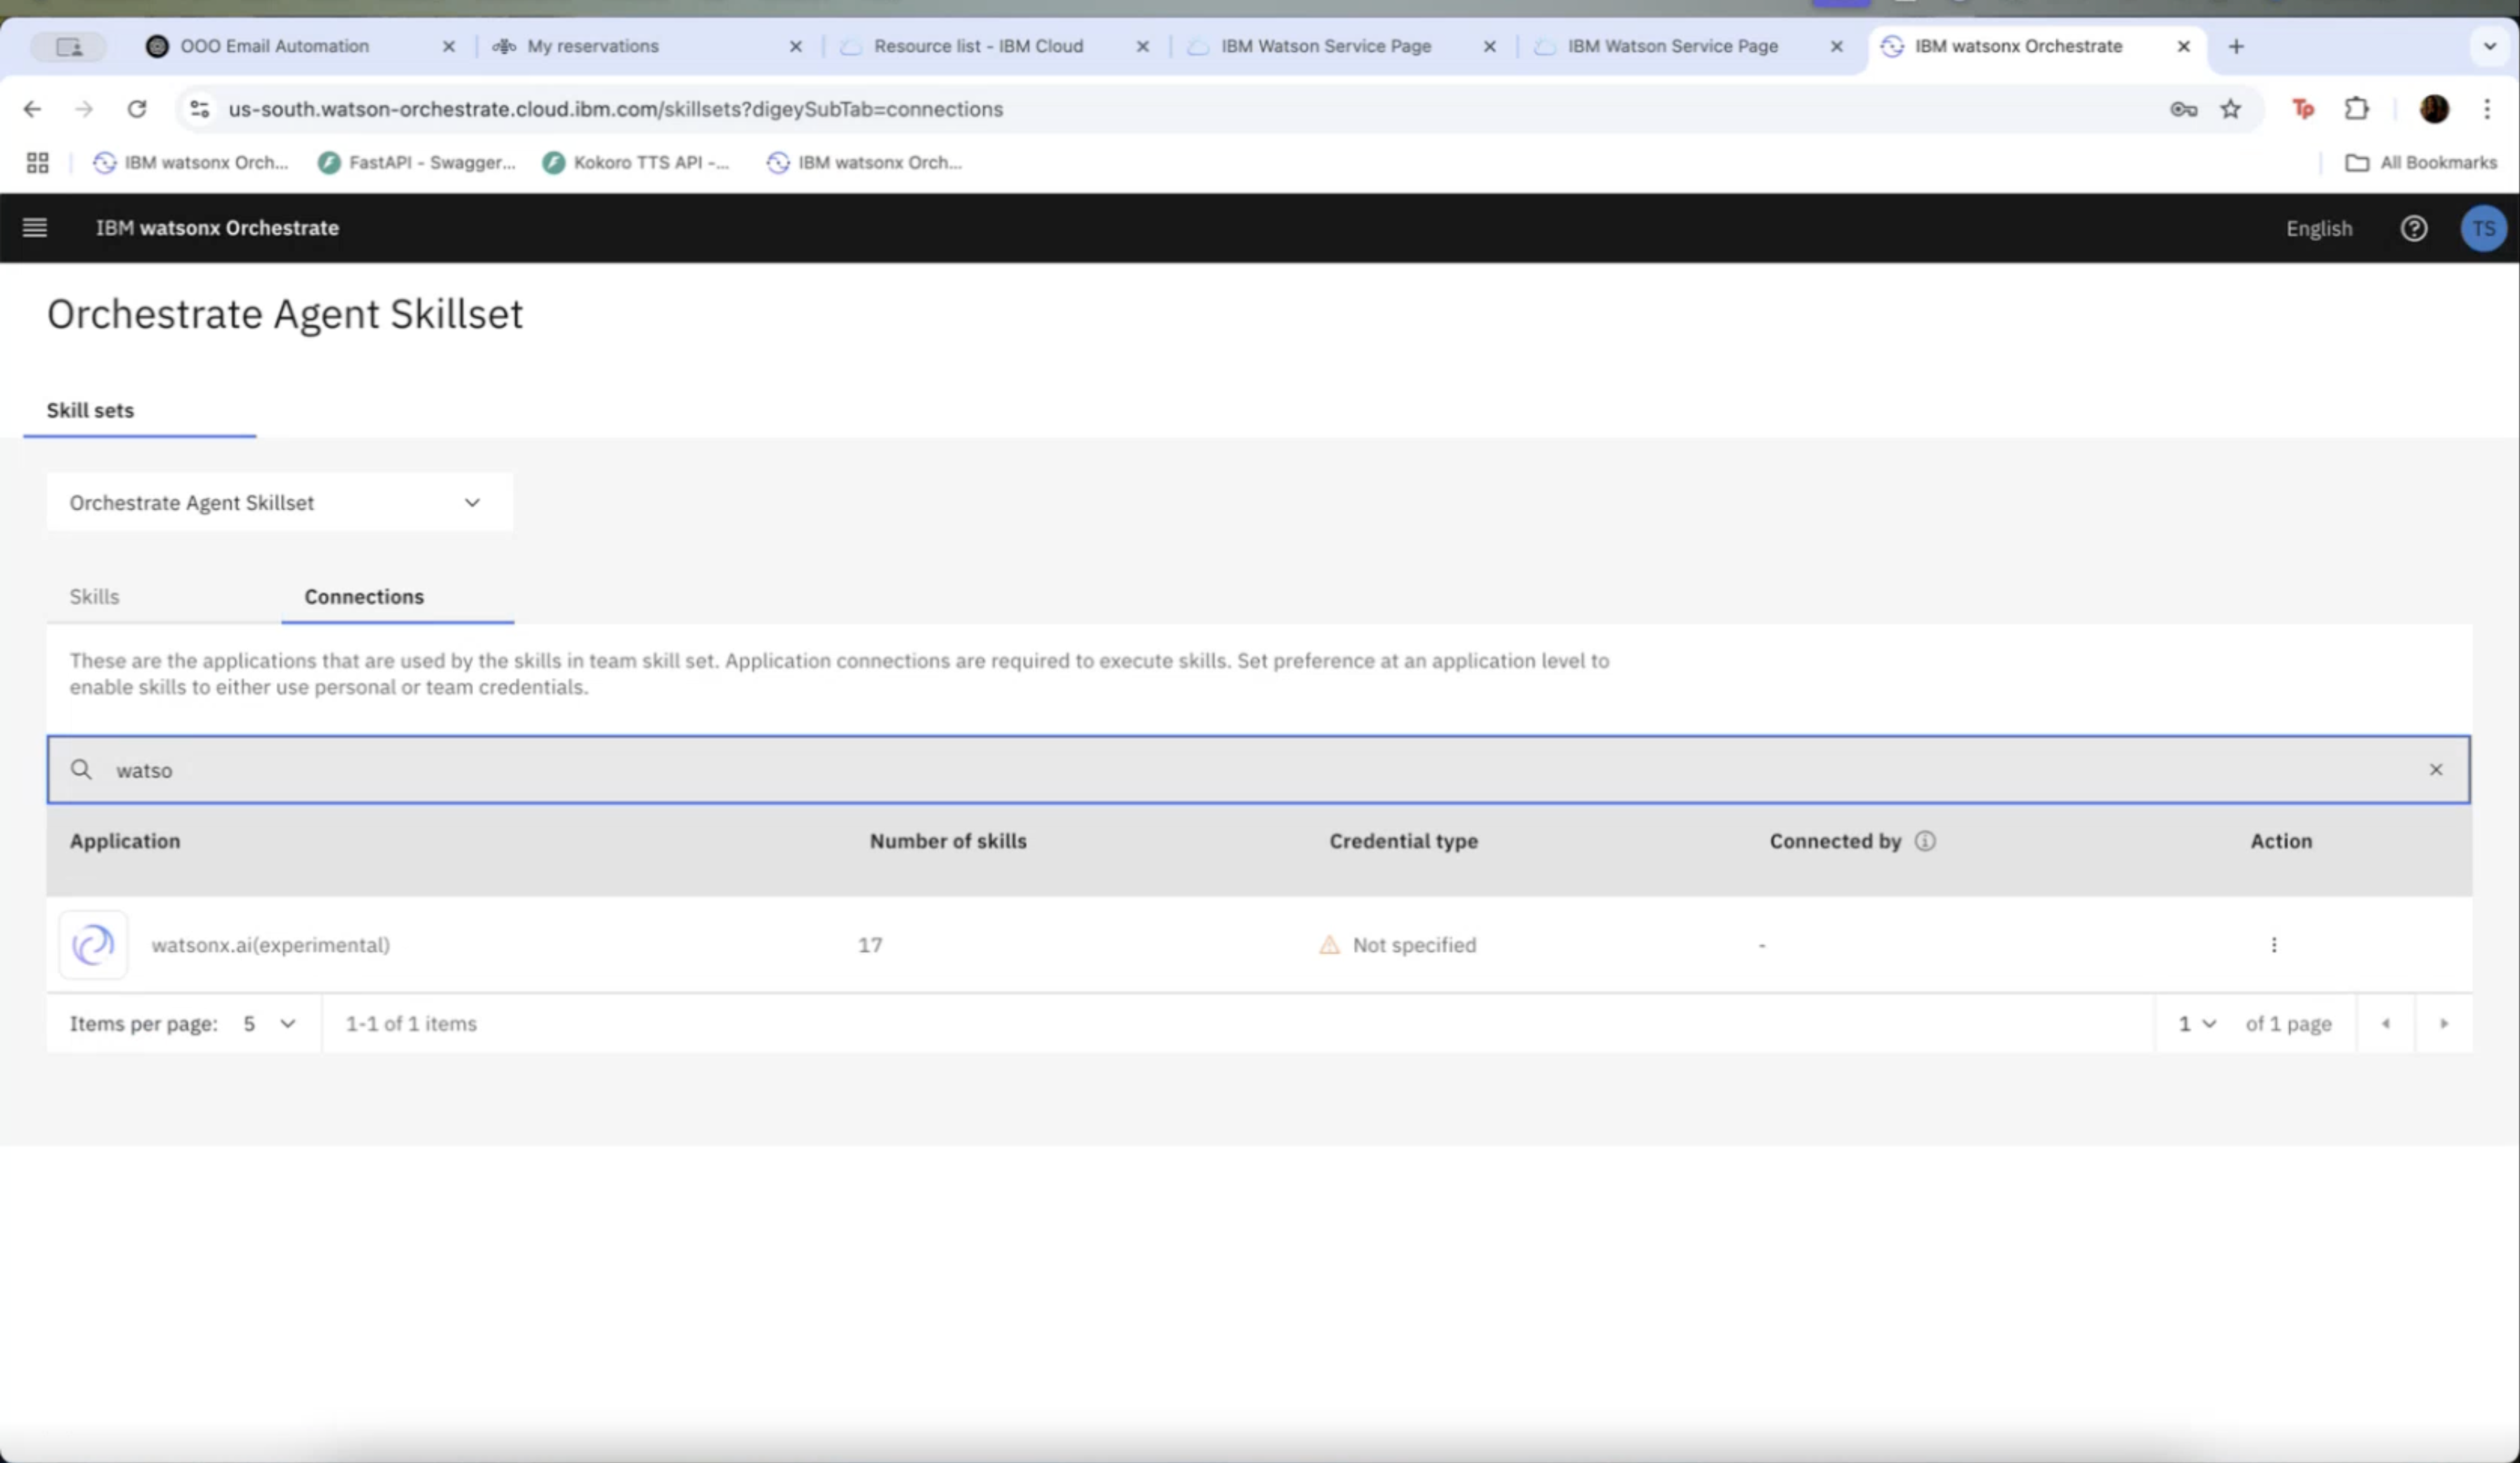 OOO Email Automation
My reservations
Resource list - IBM Cloud
IBM Watson Service Page
IBM Watson Service Page
IBM watsonx Orchestrate
us-south.watson-orchestrate.cloud.ibm.com/skillsets?digeySubTab=connections
Tp
IBM watsonx Orch...
FastAPI - Swagger...
Kokoro TTS API -...
IBM watsonx Orch...
All Bookmarks
IBM watsonx Orchestrate
English
TS
Orchestrate Agent Skillset
Skill sets
Orchestrate Agent Skillset
Skills
Connections
These are the applications that are used by the skills in team skill set. Application connections are required to execute skills. Set preference at an application level to
enable skills to either use personal or team credentials.
watso
Application
Number of skills
Credential type
Connected by
Action
watsonx.ai(experimental)
17
Not specified
-
Items per page: 5
1-1 of 1 items
1
of 1 page